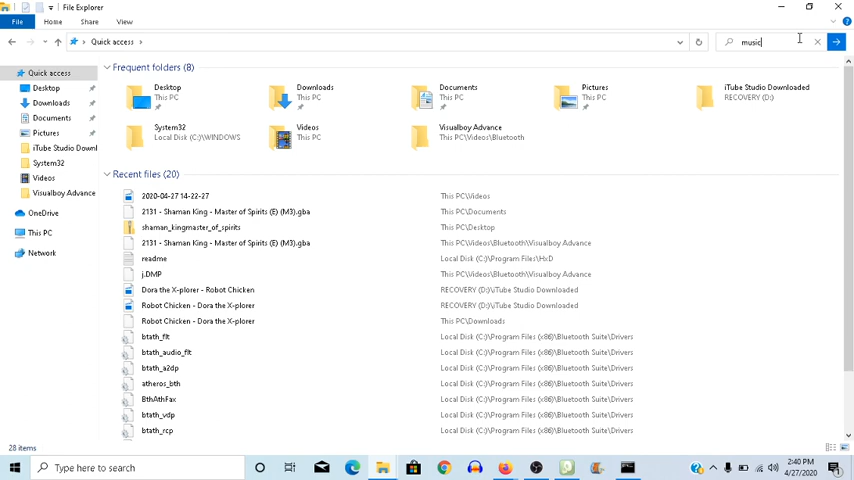 File Explorer
File Home Share View
Quick access
music
Quick access
Desktop
Downloads
Documents
Pictures
iTube Studio Downl
System32
Videos
Visualboy Advance
OneDrive
This PC
Network
Frequent folders (8)
Desktop
This PC
Downloads
This PC
Documents
This PC
Pictures
This PC
iTube Studio Downloaded
RECOVERY (D:)
System32
Local Disk (C:)\WINDOWS
Videos
This PC
Visualboy Advance
This PC\Videos\Bluetooth
Recent files (20)
2020-04-27 14-22-27 This PC\Videos
2131 - Shaman King - Master of Spirits (E) (M3).gba This PC\Documents
shaman_kingmaster_of_spirits This PC\Desktop
2131 - Shaman King - Master of Spirits (E) (M3).gba This PC\Videos\Bluetooth\Visualboy Advance
readme Local Disk (C:)\Program Files\HxD
j.DMP This PC\Videos\Bluetooth\Visualboy Advance
Dora the X-plorer - Robot Chicken RECOVERY (D:)\iTube Studio Downloaded
Robot Chicken - Dora the X-plorer RECOVERY (D:)\iTube Studio Downloaded
Robot Chicken - Dora the X-plorer This PC\Downloads
btath_flt Local Disk (C:)\Program Files (x86)\Bluetooth Suite\Drivers
btath_audio_flt Local Disk (C:)\Program Files (x86)\Bluetooth Suite\Drivers
btath_a2dp Local Disk (C:)\Program Files (x86)\Bluetooth Suite\Drivers
atheros_bth Local Disk (C:)\Program Files (x86)\Bluetooth Suite\Drivers
BthAthFax Local Disk (C:)\Program Files (x86)\Bluetooth Suite\Drivers
btath_vdp Local Disk (C:)\Program Files (x86)\Bluetooth Suite\Drivers
btath_rcp Local Disk (C:)\Program Files (x86)\Bluetooth Suite\Drivers
28 items
Type here to search
2:40 PM
4/27/2020